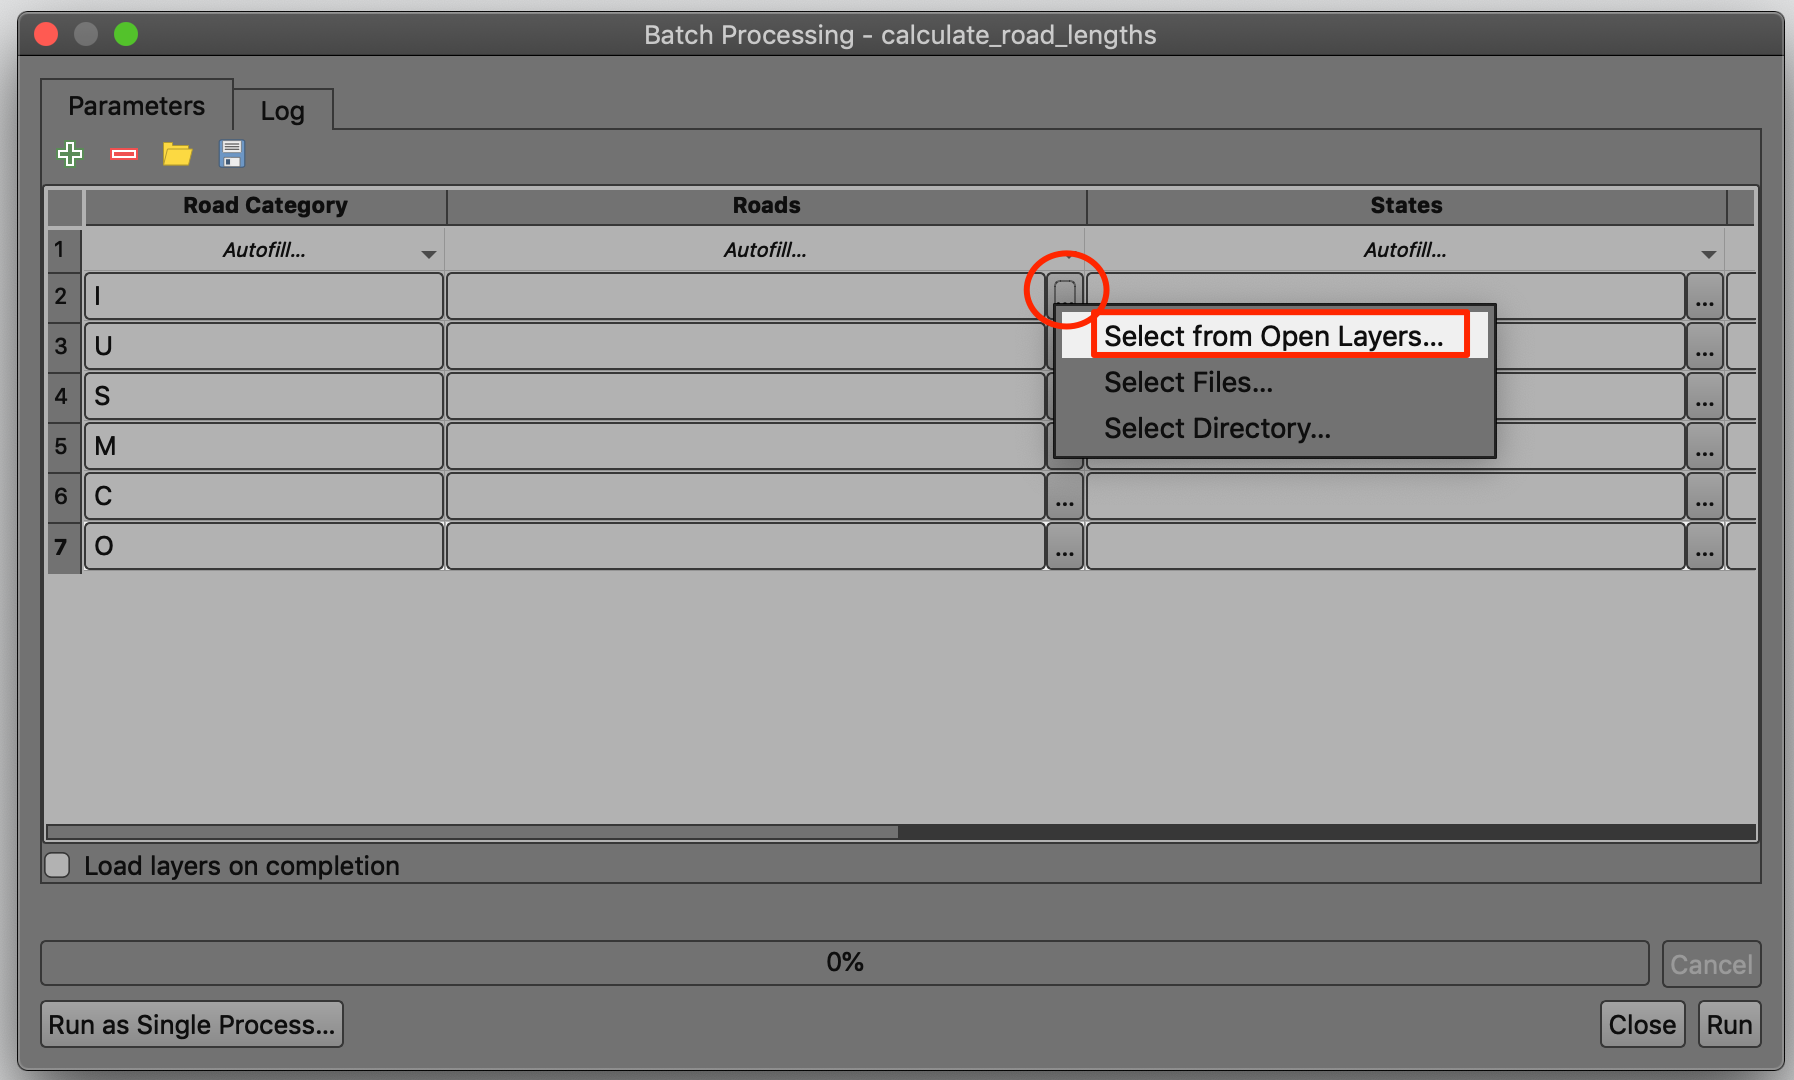 Batch Processing - calculate_road_lengths
Parameters
Log
Road Category Roads States
1 Autofill... Autofill... Autofill...
2 I ... ...
Select from Open Layers...
3 U ...
Select Files...
4 S ...
Select Directory...
5 M ...
6 C ... ...
7 O ... ...
Load layers on completion
0%
Cancel
Run as Single Process...
Close
Run